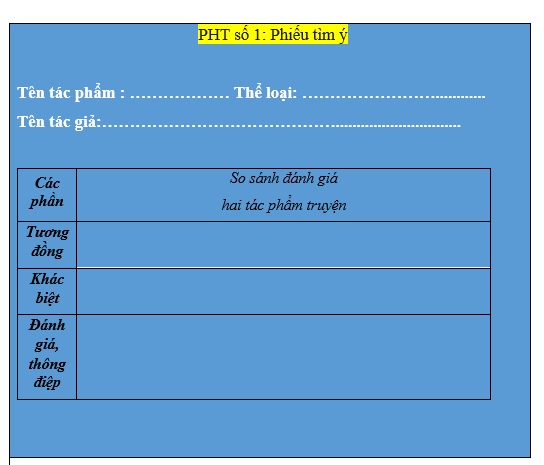 PHT số 1: Phiếu tìm ý
Tên tác phẩm : ……………… Thể loại: ……………………............
Tên tác giả:……………………………………...............................
Các phần
So sánh đánh giá
hai tác phẩm truyện
Tương đồng
Khác biệt
Đánh giá, thông điệp